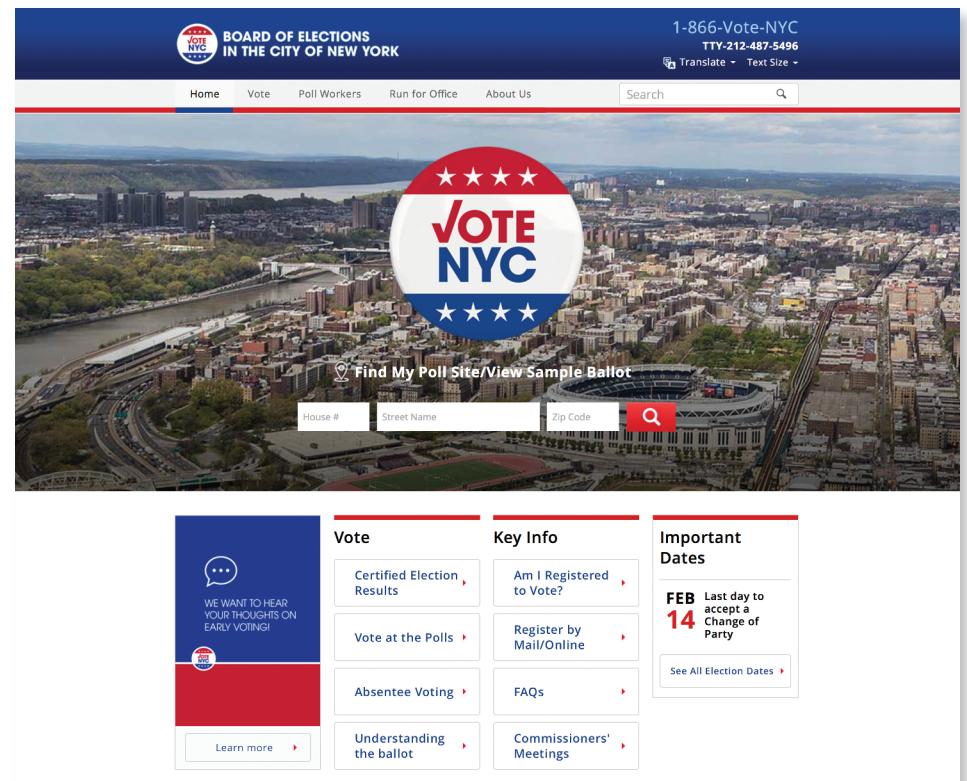 VOTE
NYC
BOARD OF ELECTIONS
IN THE CITY OF NEW YORK
1-866-Vote-NYC
TTY-212-487-5496
Translate
Text Size
Home
Vote
Poll Workers
Run for Office
About Us
Search
VOTE
NYC
Find My Poll Site/View Sample Ballot
House #
Street Name
Zip Code
WE WANT TO HEAR
YOUR THOUGHTS ON
EARLY VOTING!
VOTE
NYC
Learn more
Vote
Certified Election
Results
Vote at the Polls
Absentee Voting
Understanding
the ballot
Key Info
Am I Registered
to Vote?
Register by
Mail/Online
FAQs
Commissioners'
Meetings
Important
Dates
FEB
14
Last day to
accept a
Change of
Party
See All Election Dates